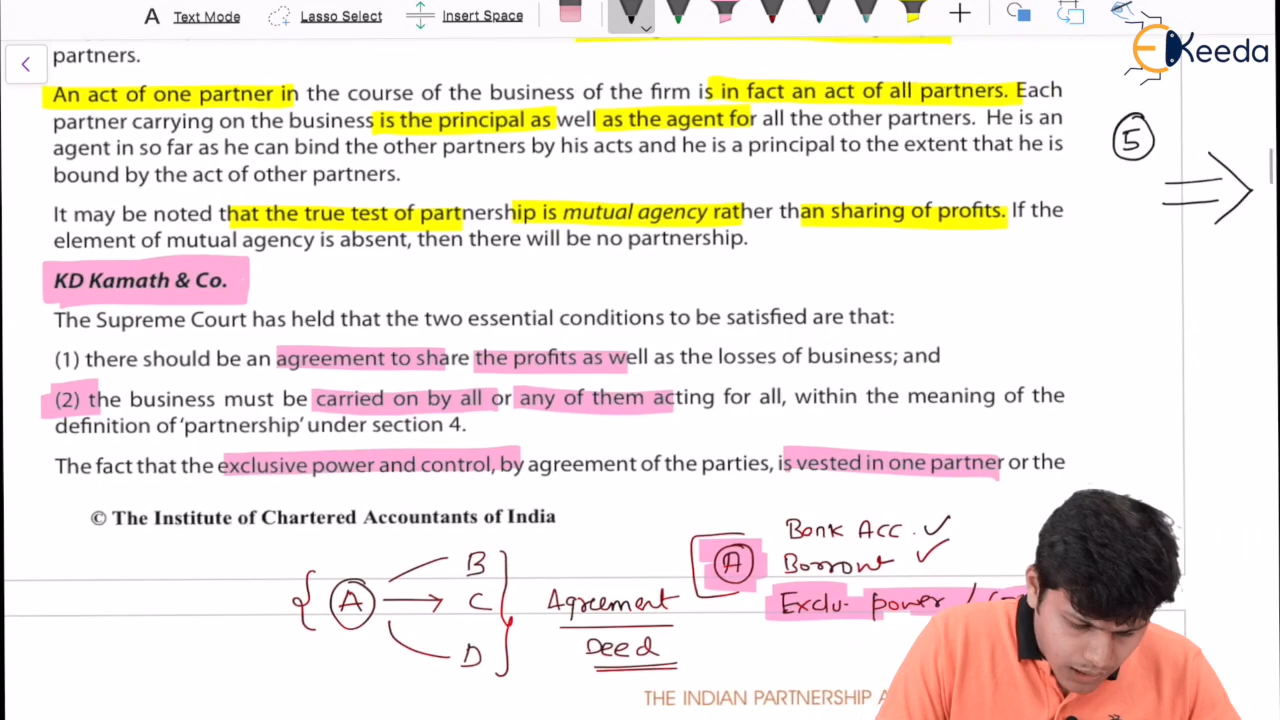 A Text Mode Lasso Select Insert Space
EKeeda
partners.
An act of one partner in the course of the business of the firm is in fact an act of all partners. Each
partner carrying on the business is the principal as well as the agent for all the other partners. He is an
agent in so far as he can bind the other partners by his acts and he is a principal to the extent that he is
bound by the act of other partners.
5
It may be noted that the true test of partnership is mutual agency rather than sharing of profits. If the
element of mutual agency is absent, then there will be no partnership.
KD Kamath & Co.
The Supreme Court has held that the two essential conditions to be satisfied are that:
(1) there should be an agreement to share the profits as well as the losses of business; and
(2) the business must be carried on by all or any of them acting for all, within the meaning of the
definition of 'partnership' under section 4.
The fact that the exclusive power and control, by agreement of the parties, is vested in one partner or the
© The Institute of Chartered Accountants of India
Bank Acc.
A Borrow
B
A C Agreement Exclu. power /
D Deed
THE INDIAN PARTNERSHIP